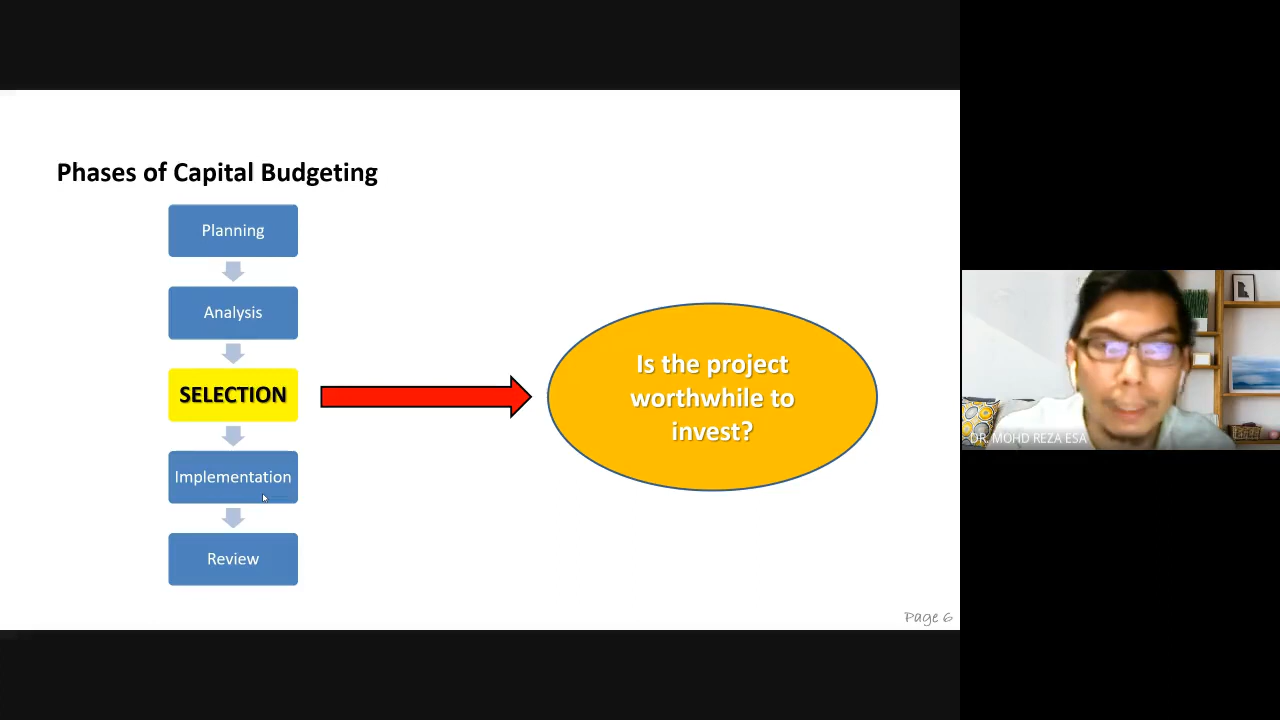 Phases of Capital Budgeting
Planning
Analysis
SELECTION
Implementation
Review
Is the project
worthwhile to
invest?
Page 6
DR. MOHD REZA ESA